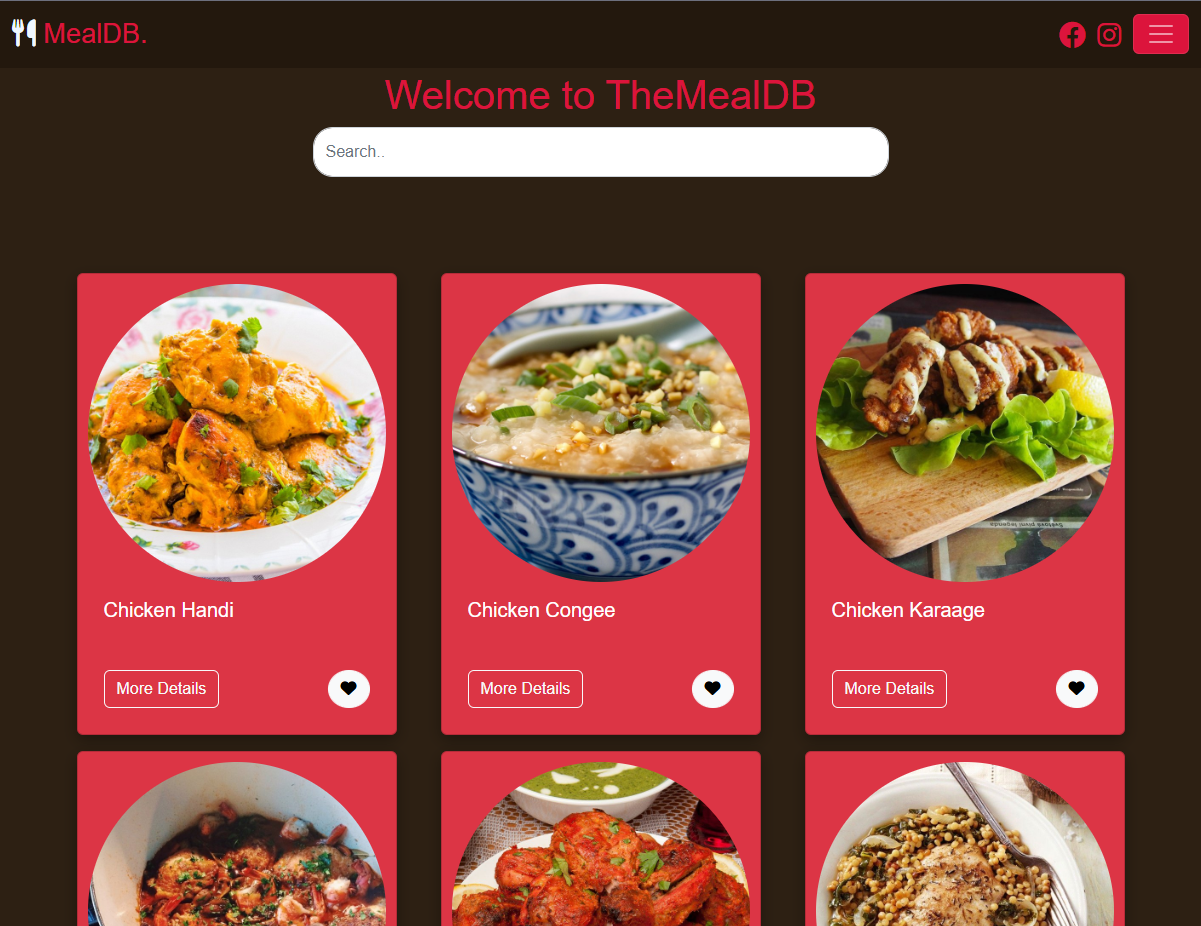 MealDB.
Welcome to TheMealDB
Search..
Chicken Handi
Chicken Congee
Chicken Karaage
More Details
More Details
More Details